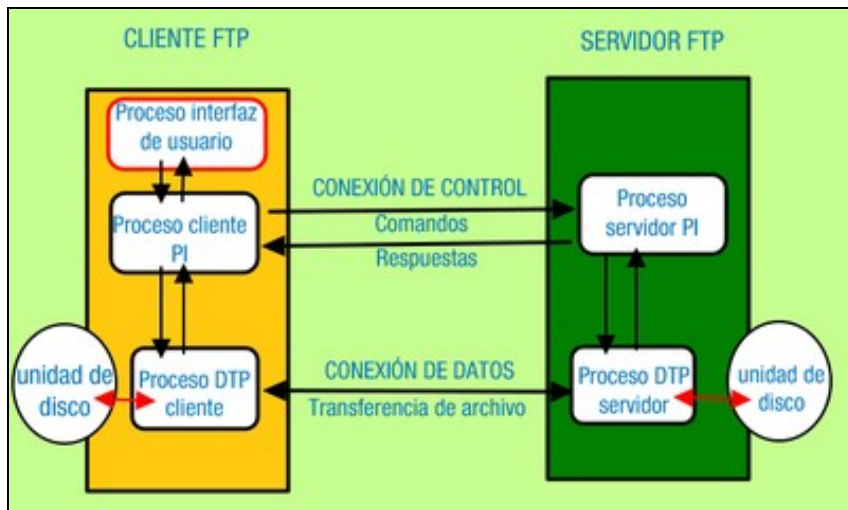 CLIENTE FTP
SERVIDOR FTP
Proceso interfaz
de usuario
Proceso cliente
PI
CONEXIÓN DE CONTROL
Comandos
Respuestas
Proceso
servidor PI
unidad de
disco
Proceso DTP
cliente
CONEXIÓN DE DATOS
Transferencia de archivo
Proceso DTP
servidor
unidad de
disco